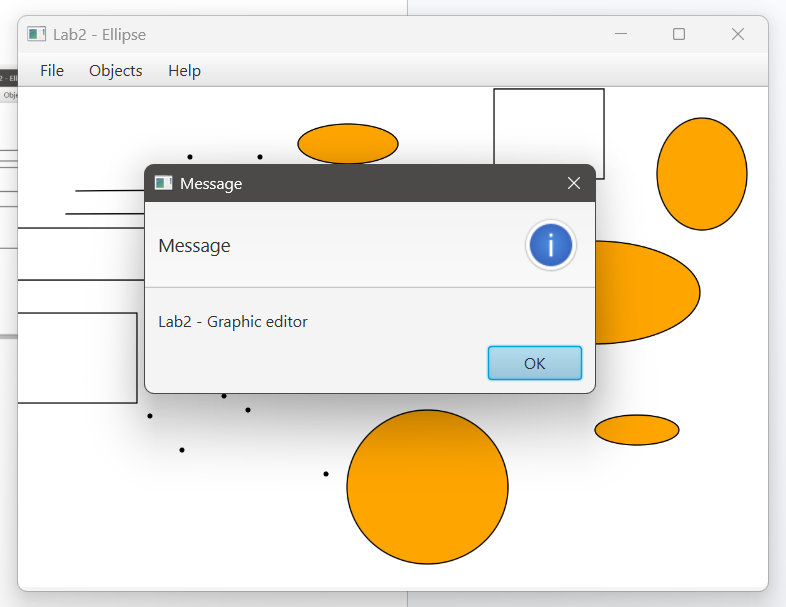 Lab2 - Ellipse
File Objects Help
Message
Message
Lab2 - Graphic editor
OK